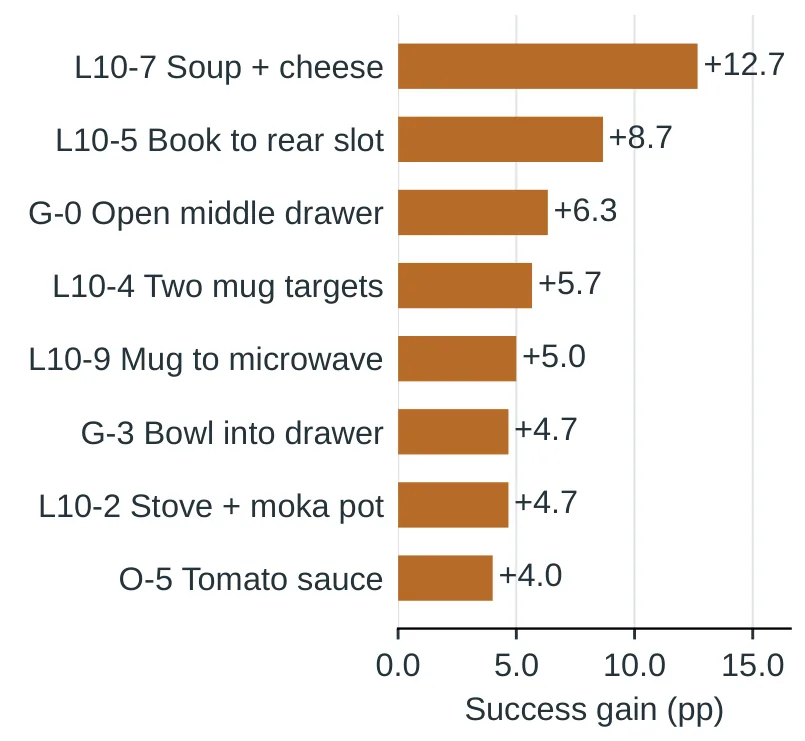 L10-7 Soup + cheese +12.7
L10-5 Book to rear slot +8.7
G-0 Open middle drawer +6.3
L10-4 Two mug targets +5.7
L10-9 Mug to microwave +5.0
G-3 Bowl into drawer +4.7
L10-2 Stove + moka pot +4.7
O-5 Tomato sauce +4.0
0.0 5.0 10.0 15.0
Success gain (pp)